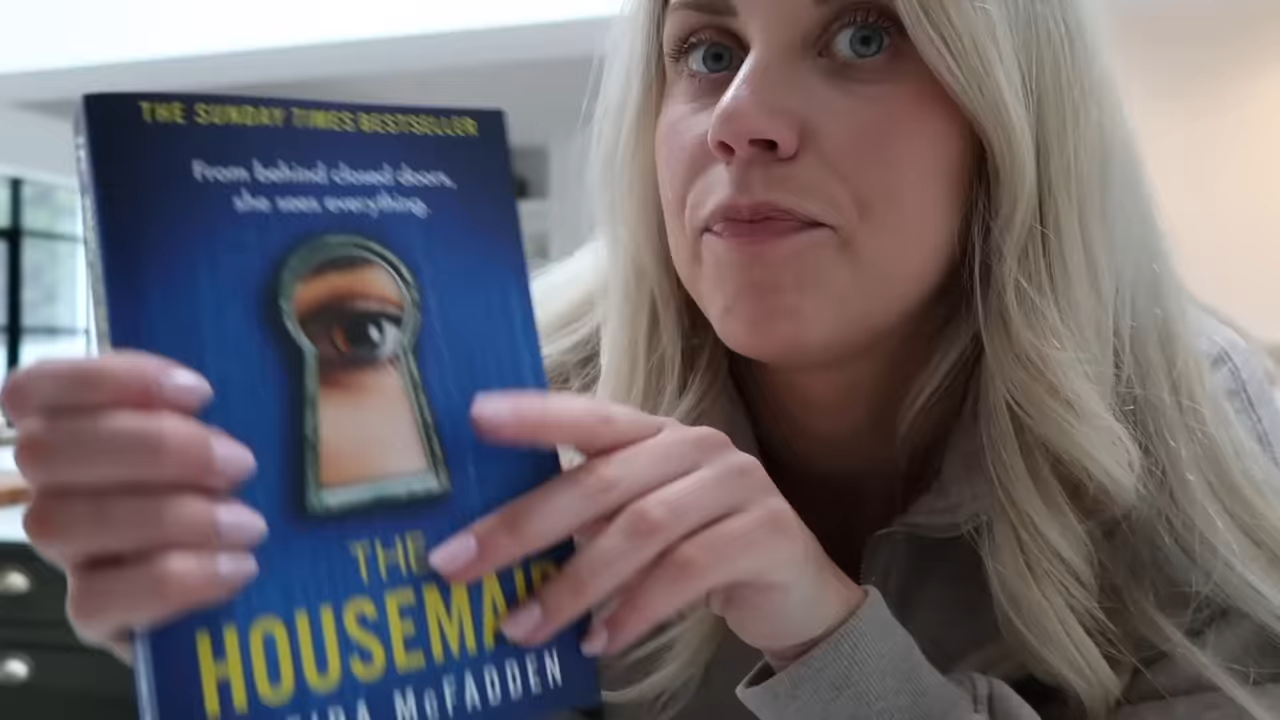 THE SUNDAY TIMES BESTSELLER
From behind closed doors,
she sees everything.
THE
HOUSEMAID
McFADDEN